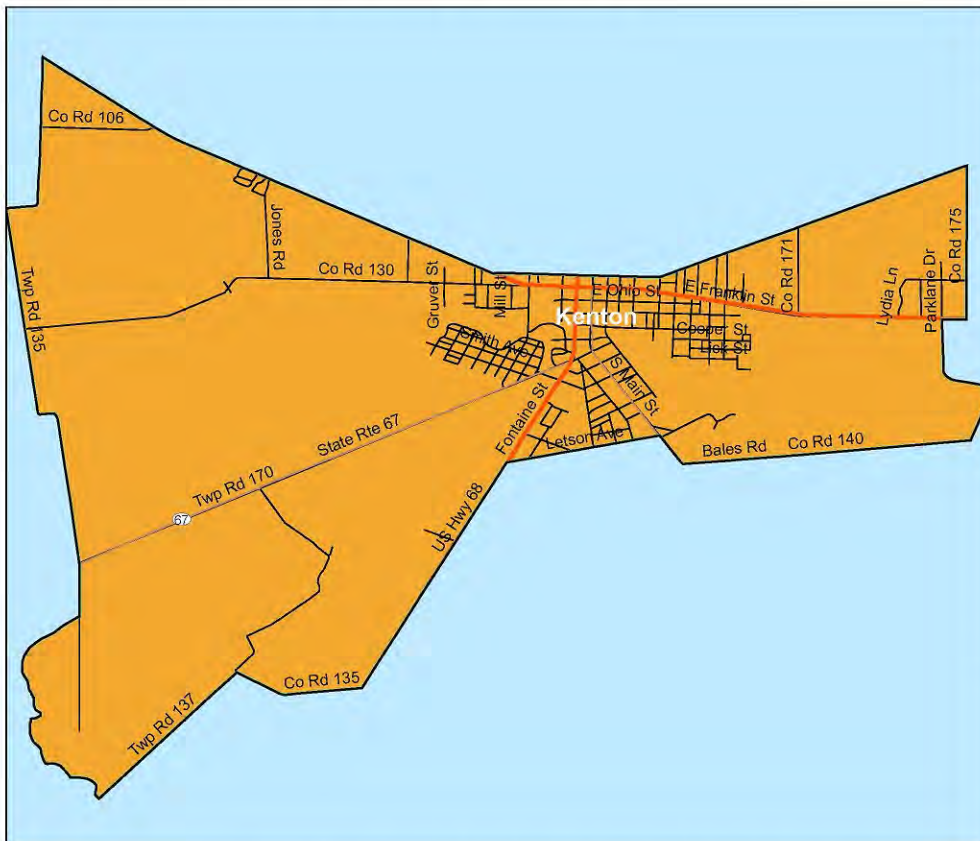 Co Rd 106
Jones Rd
Co Rd 130
Twp Rd 135
Gruver St
Mill St
E Ohio St
E Franklin St
Co Rd 171
Lydia Ln
Parklane Dr
Co Rd 175
Kenton
Cooper St
Lick St
Smith Ave
S Main St
Fontaine St
Letson Ave
State Rte 67
Bales Rd
Co Rd 140
Twp Rd 170
67
US Hwy 68
Co Rd 135
Twp Rd 137